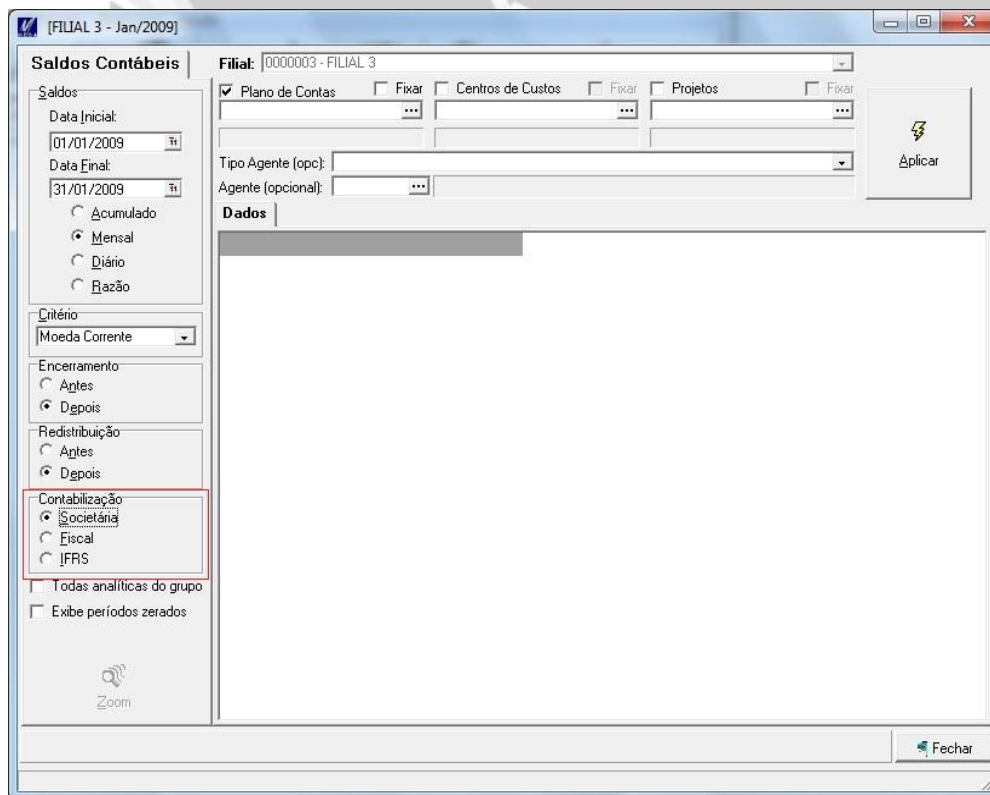 [FILIAL 3 - Jan/2009]
Saldos Contábeis
Saldos
Data Inicial:
01/01/2009
Data Final:
31/01/2009
Acumulado
Mensal
Diário
Razão
Critério
Moeda Corrente
Encerramento
Antes
Depois
Redistribuição
Antes
Depois
Contabilização
Societária
Fiscal
IFRS
Todas analíticas do grupo
Exibe períodos zerados
Zoom
Filial: 0000003 - FILIAL 3
Plano de Contas Fixar Centros de Custos Fixar Projetos Fixar
Tipo Agente (opc):
Agente (opcional):
Aplicar
Dados
Fechar